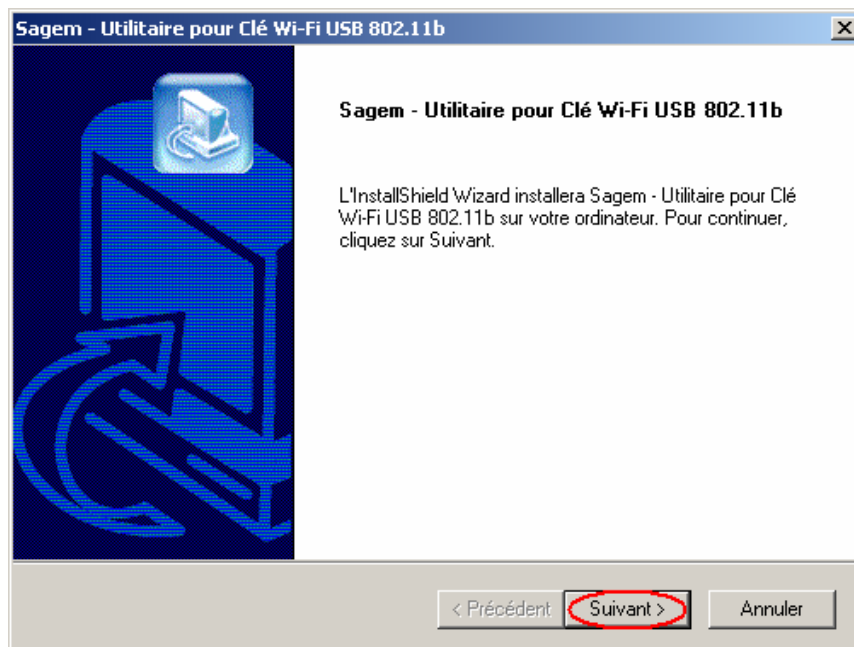 Sagem - Utilitaire pour Clé Wi-Fi USB 802.11b
Sagem - Utilitaire pour Clé Wi-Fi USB 802.11b
L'InstallShield Wizard installera Sagem - Utilitaire pour Clé
Wi-Fi USB 802.11b sur votre ordinateur. Pour continuer,
cliquez sur Suivant.
< Précédent
Suivant >
Annuler